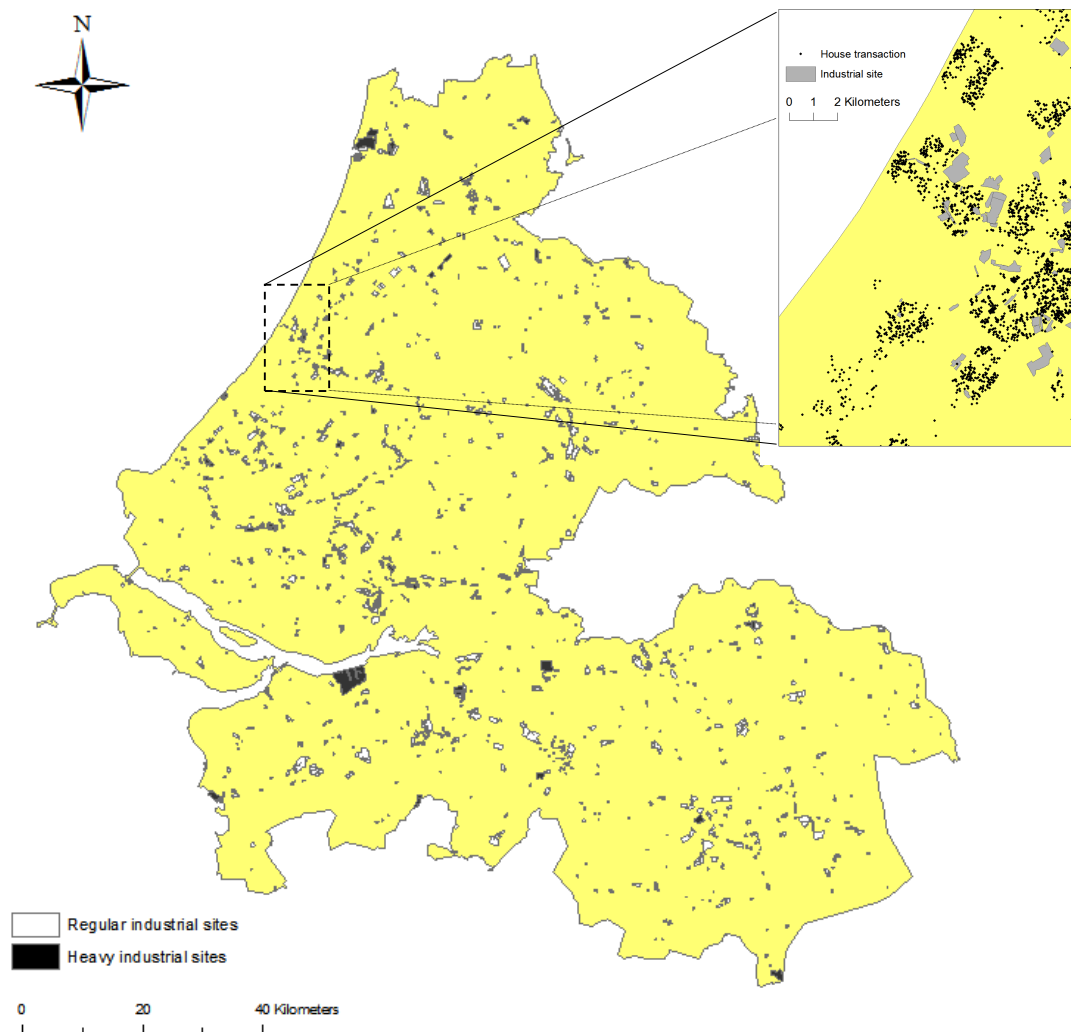 N
House transaction
Industrial site
0 1 2 Kilometers
Regular industrial sites
Heavy industrial sites
0 20 40 Kilometers